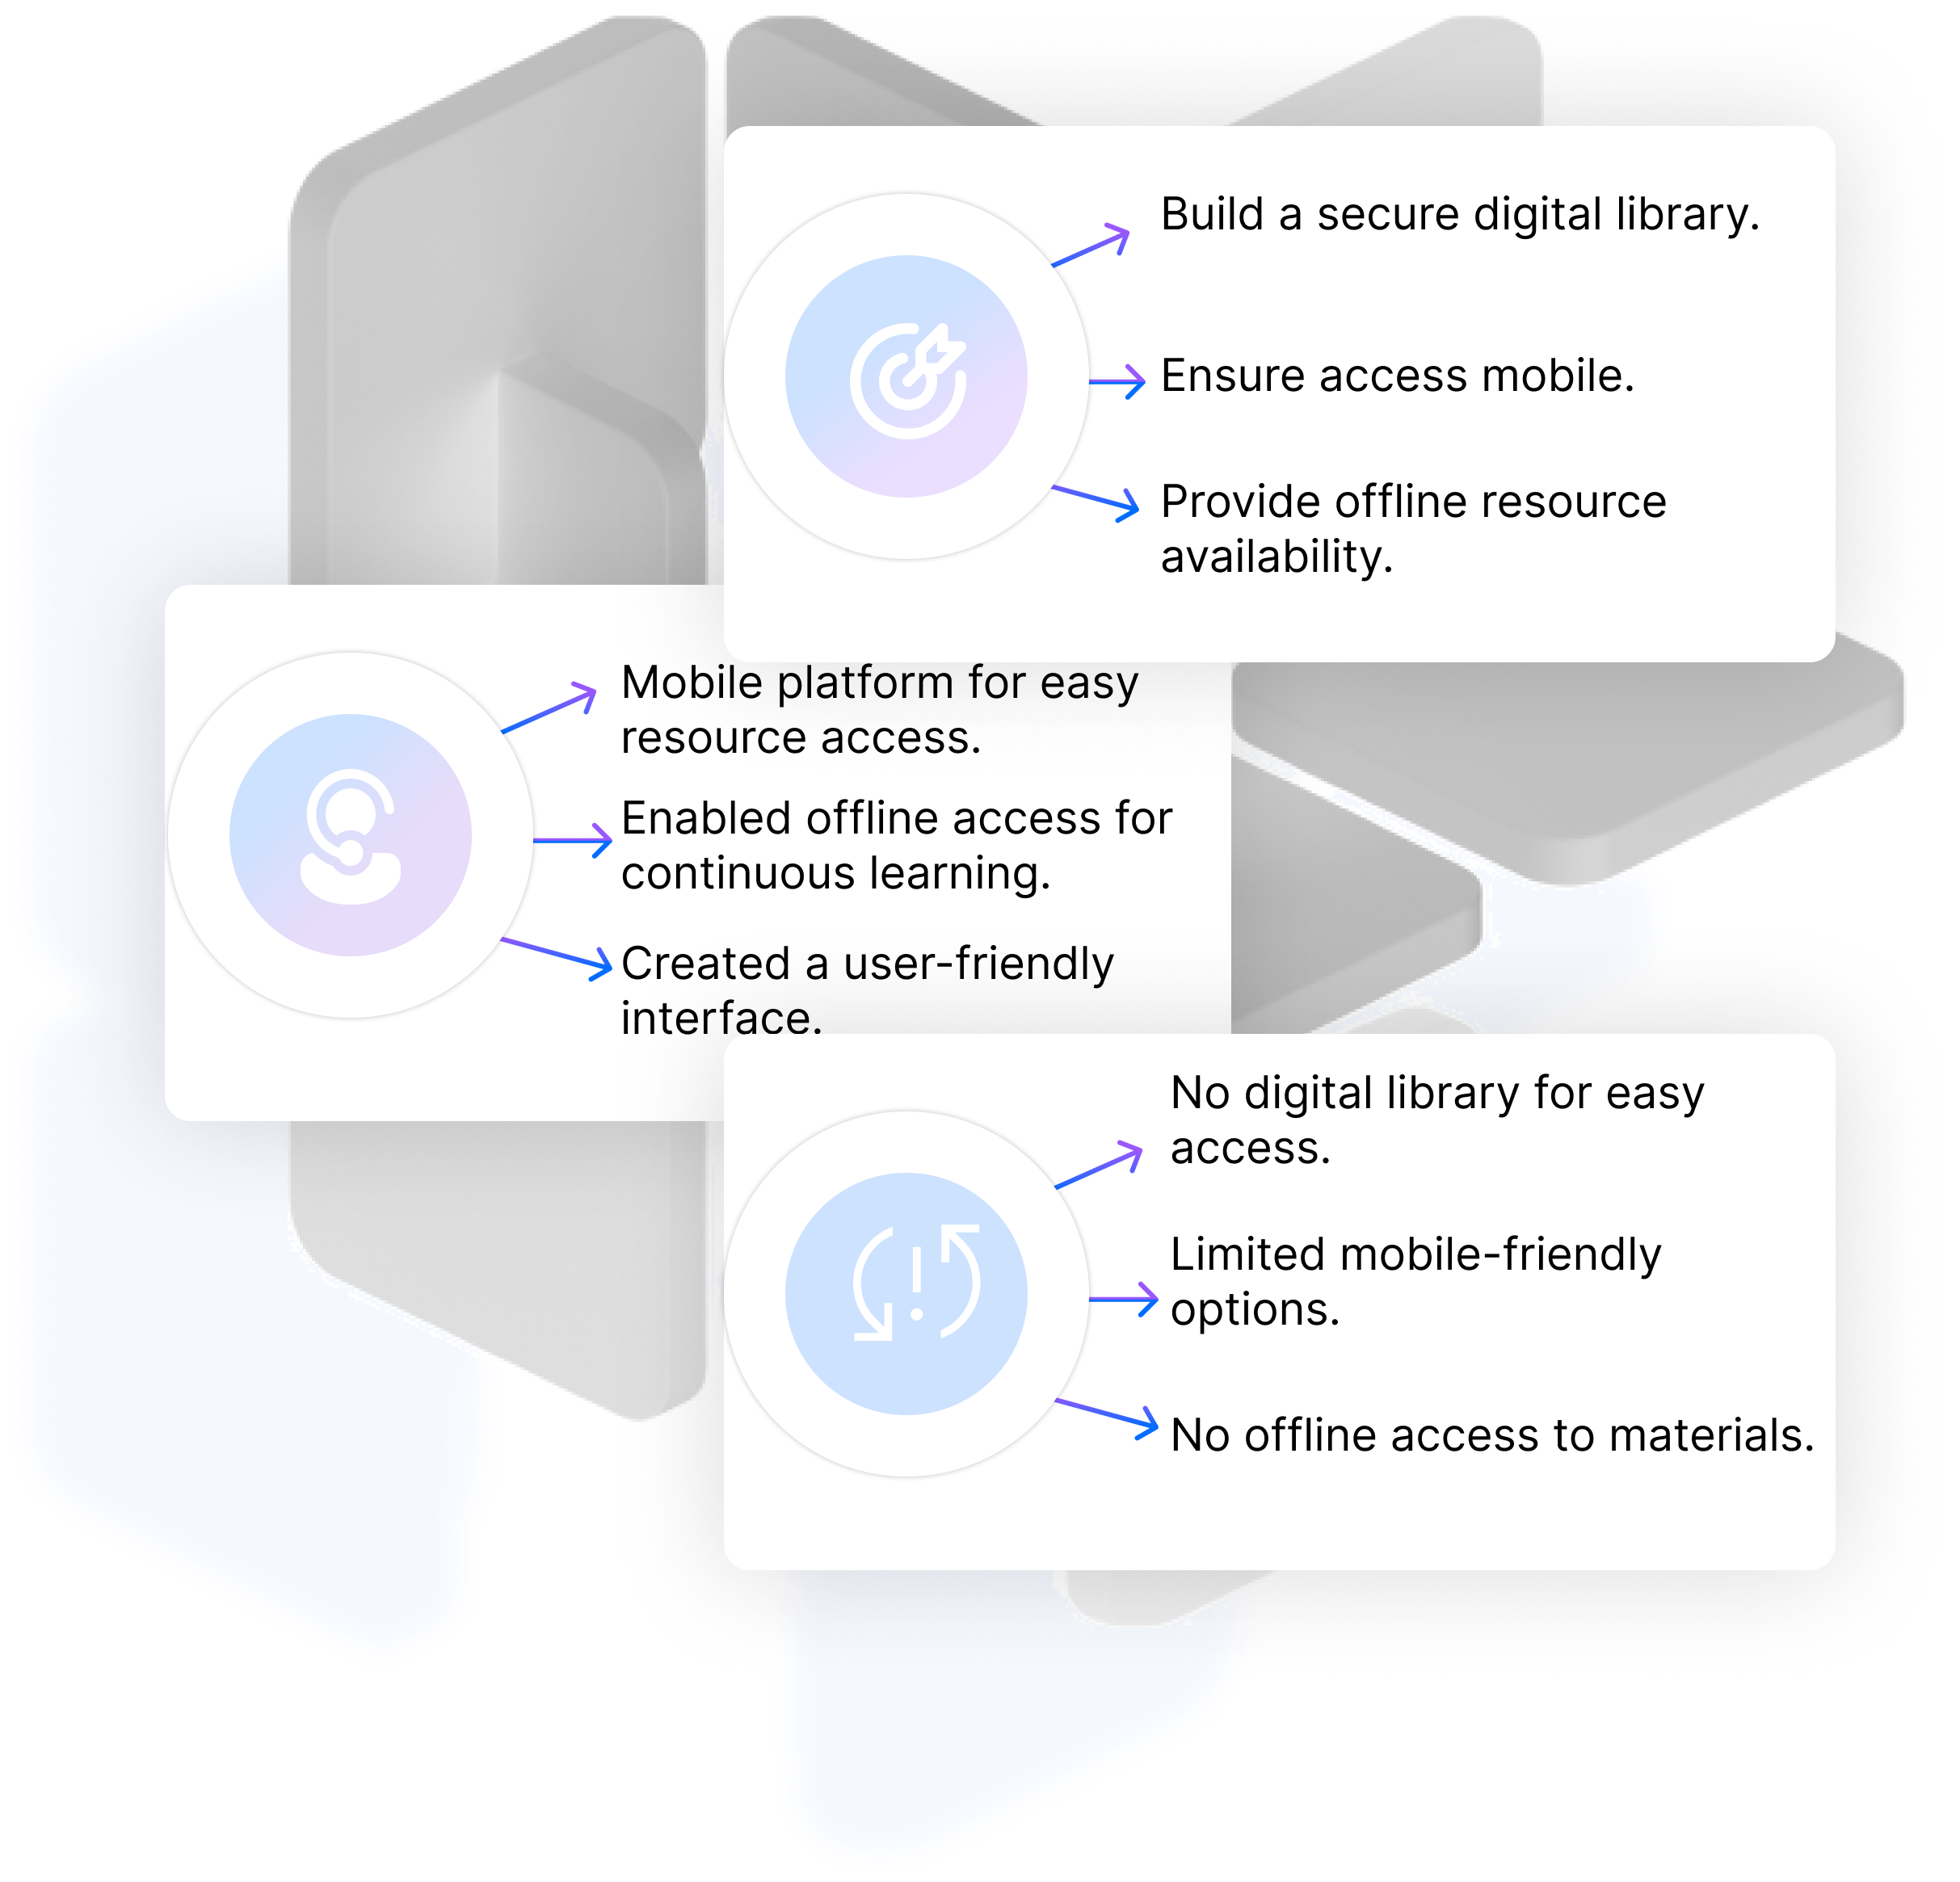 Build a secure digital library.
Ensure access mobile.
Provide offline resource
availability.
Mobile platform for easy
resource access.
Enabled offline access for
continuous learning.
Created a user-friendly
interface.
No digital library for easy
access.
Limited mobile-friendly
options.
No offline access to materials.